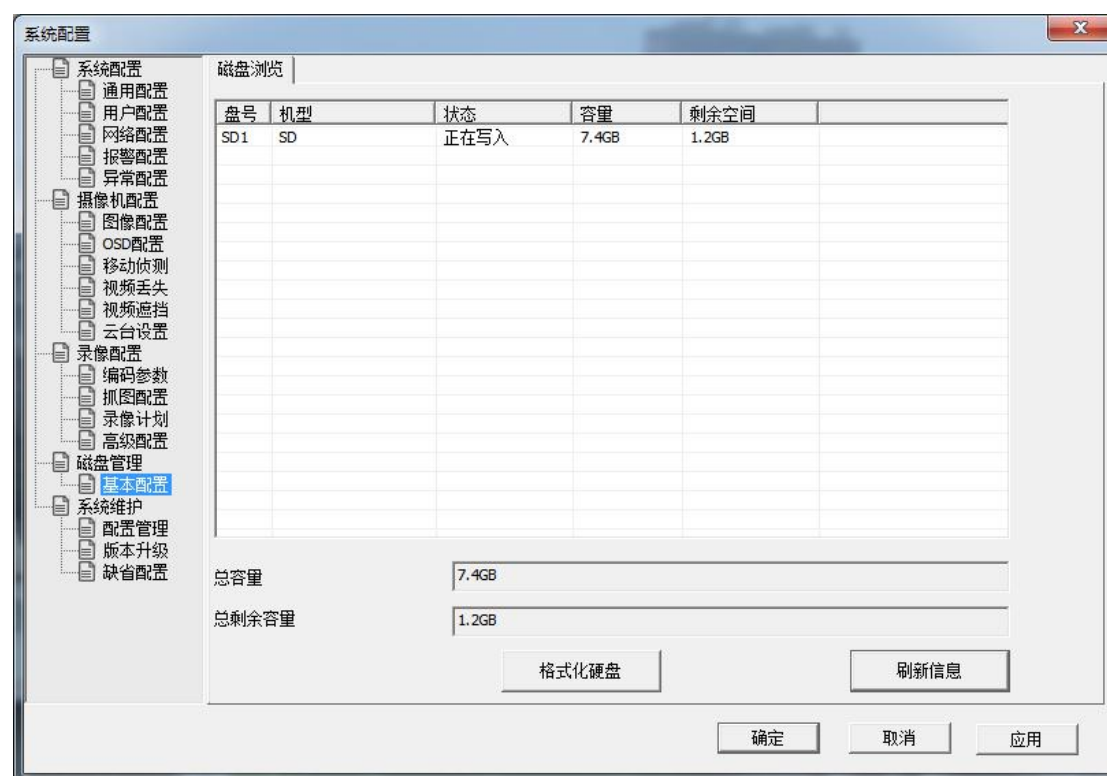 系统配置
系统配置
通用配置
用户配置
网络配置
报警配置
异常配置
摄像机配置
图像配置
OSD配置
移动侦测
视频丢失
视频遮挡
云台设置
录像配置
编码参数
抓图配置
录像计划
高级配置
磁盘管理
基本配置
系统维护
配置管理
版本升级
缺省配置
磁盘浏览
盘号 机型 状态 容量 剩余空间
SD1 SD 正在写入 7.4GB 1.2GB
总容量 7.4GB
总剩余容量 1.2GB
格式化硬盘 刷新信息
确定 取消 应用